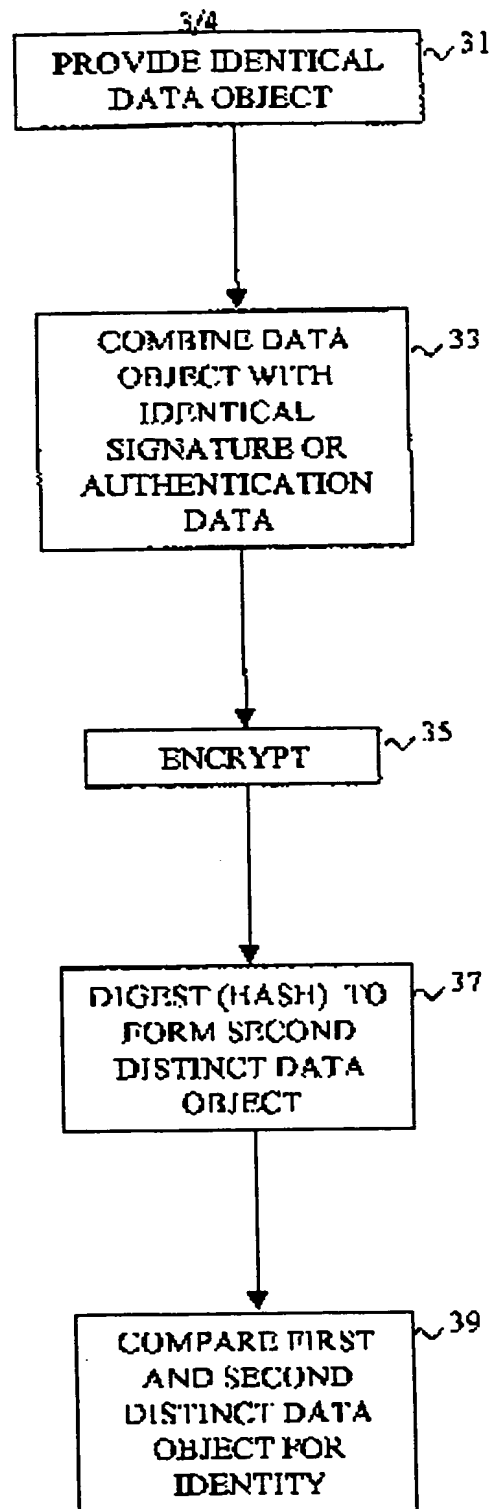 3/4
PROVIDE IDENTICAL
DATA OBJECT
31
COMBINE DATA
OBJECT WITH
IDENTICAL
SIGNATURE OR
AUTHENTICATION
DATA
33
ENCRYPT
35
DIGEST (HASH) TO
FORM SECOND
DISTINCT DATA
OBJECT
37
COMPARE FIRST
AND SECOND
DISTINCT DATA
OBJECT FOR
IDENTITY
39